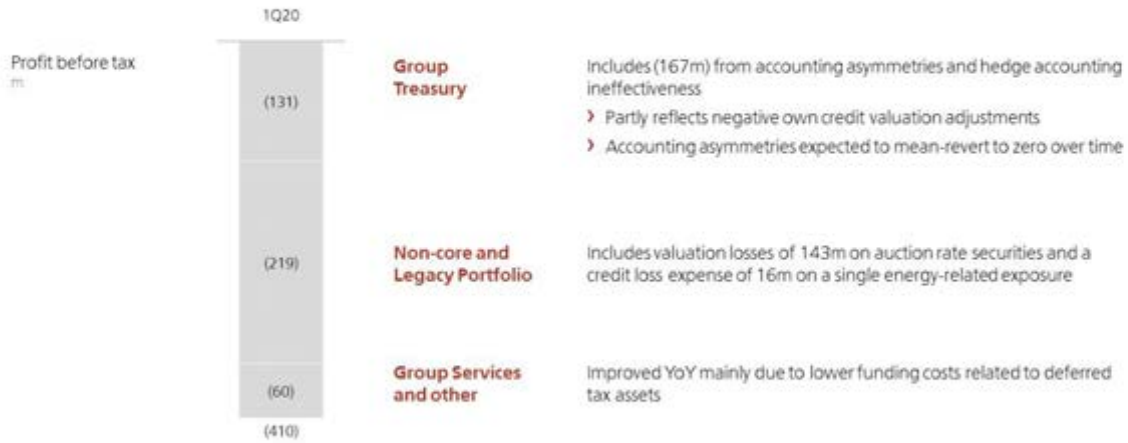 1Q20
Profit before tax
m
(131)
Group
Treasury
Includes (167m) from accounting asymmetries and hedge accounting
ineffectiveness
› Partly reflects negative own credit valuation adjustments
› Accounting asymmetries expected to mean-revert to zero over time
(219)
Non-core and
Legacy Portfolio
Includes valuation losses of 143m on auction rate securities and a
credit loss expense of 16m on a single energy-related exposure
(60)
Group Services
and other
Improved YoY mainly due to lower funding costs related to deferred
tax assets
(410)